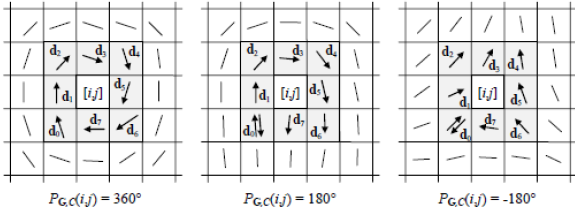 d₂ d₃ d₄ d₂ d₃ d₄ d₂ d₃ d₄
d₁ [i,j] d₅ d₁ [i,j] d₅ d₁ [i,j] d₅
d₀ d₇ d₆ d₀ d₇ d₆ d₀ d₇ d₆
P_G,C(i,j) = 360° P_G,C(i,j) = 180° P_G,C(i,j) = -180°